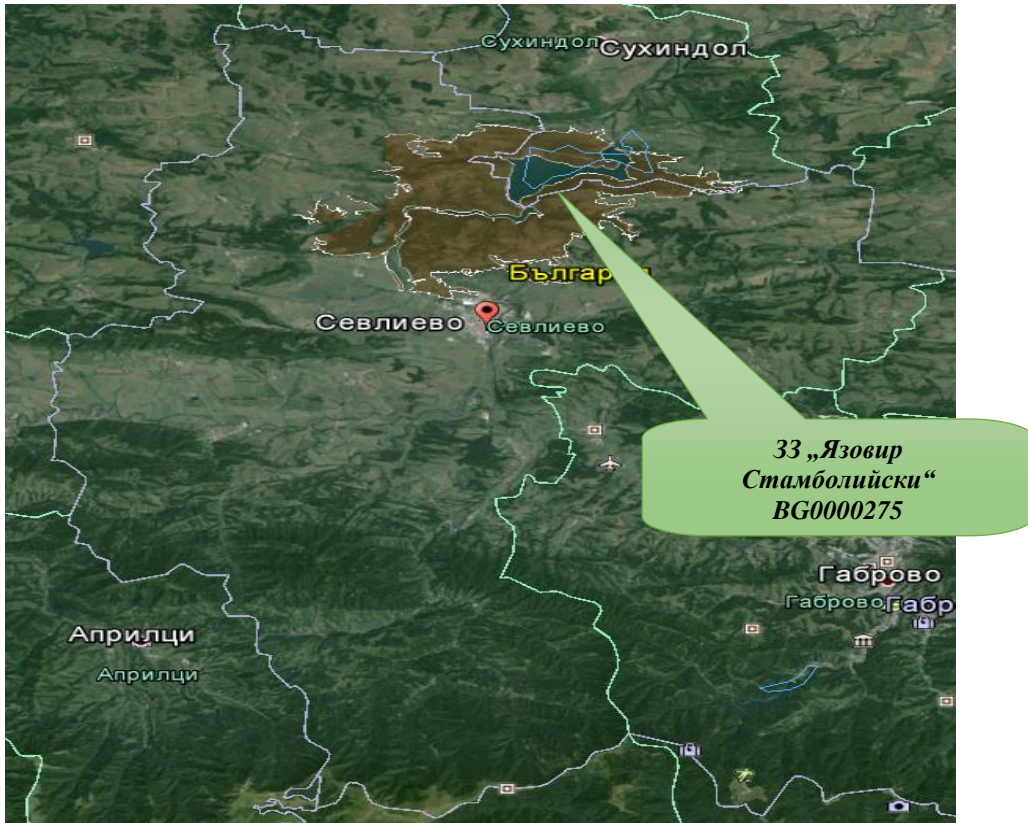 Сухиндол Сухиндол
България
Севлиево Севлиево
ЗЗ „Язовир
Стамболийски“
BG0000275
Габрово
Габрово Габр
Априлци
Априлци